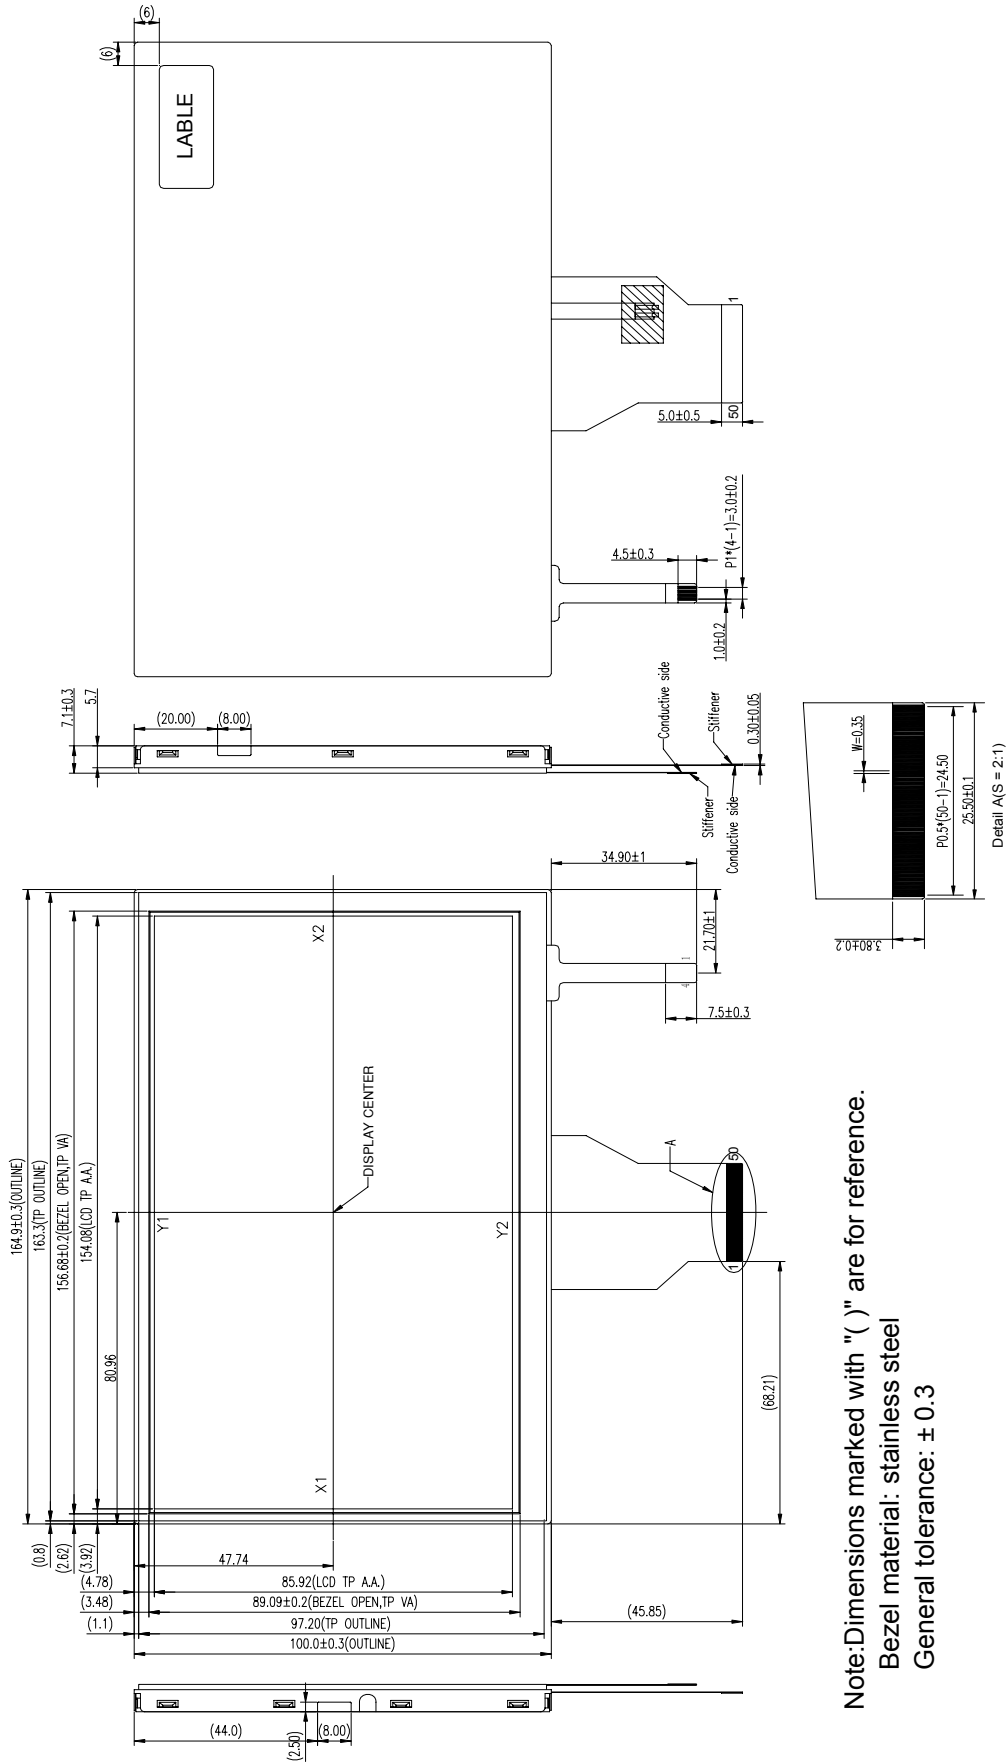 (6)
(6)
LABLE
1
50
5.0±0.5
4.5±0.3
P1*(4-1)=3.0±0.2
1.0±0.2
7.1±0.3
5.7
(20.00)
(8.00)
Conductive side
Stiffener
Stiffener
Conductive side
0.30±0.05
164.9±0.3(OUTLINE)
163.3(TP OUTLINE)
156.68±0.2(BEZEL OPEN,TP VA)
154.08(LCD TP A.A.)
80.96
(0.8)
(2.62)
(3.92)
X2
Y1
DISPLAY CENTER
Y2
X1
34.90±1
21.70±1
1
4
7.5±0.3
A
50
1
(68.21)
(45.85)
47.74
(4.78)
85.92(LCD TP A.A.)
(3.48)
89.09±0.2(BEZEL OPEN,TP VA)
(1.1)
97.20(TP OUTLINE)
100.0±0.3(OUTLINE)
(44.0)
(2.50)
(8.00)
W=0.35
P0.5*(50-1)=24.50
25.50±0.1
3.80±0.2
Detail A(S = 2:1)
Note:Dimensions marked with "( )" are for reference.
Bezel material: stainless steel
General tolerance: ± 0.3